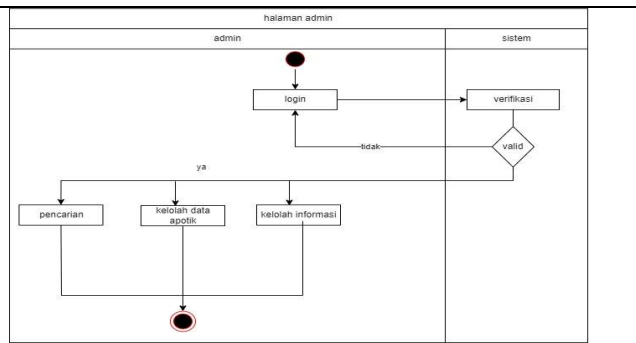 halaman admin
admin
sistem
login
verifikasi
tidak
valid
ya
pencarian
kelolah data
apotik
kelolah informasi